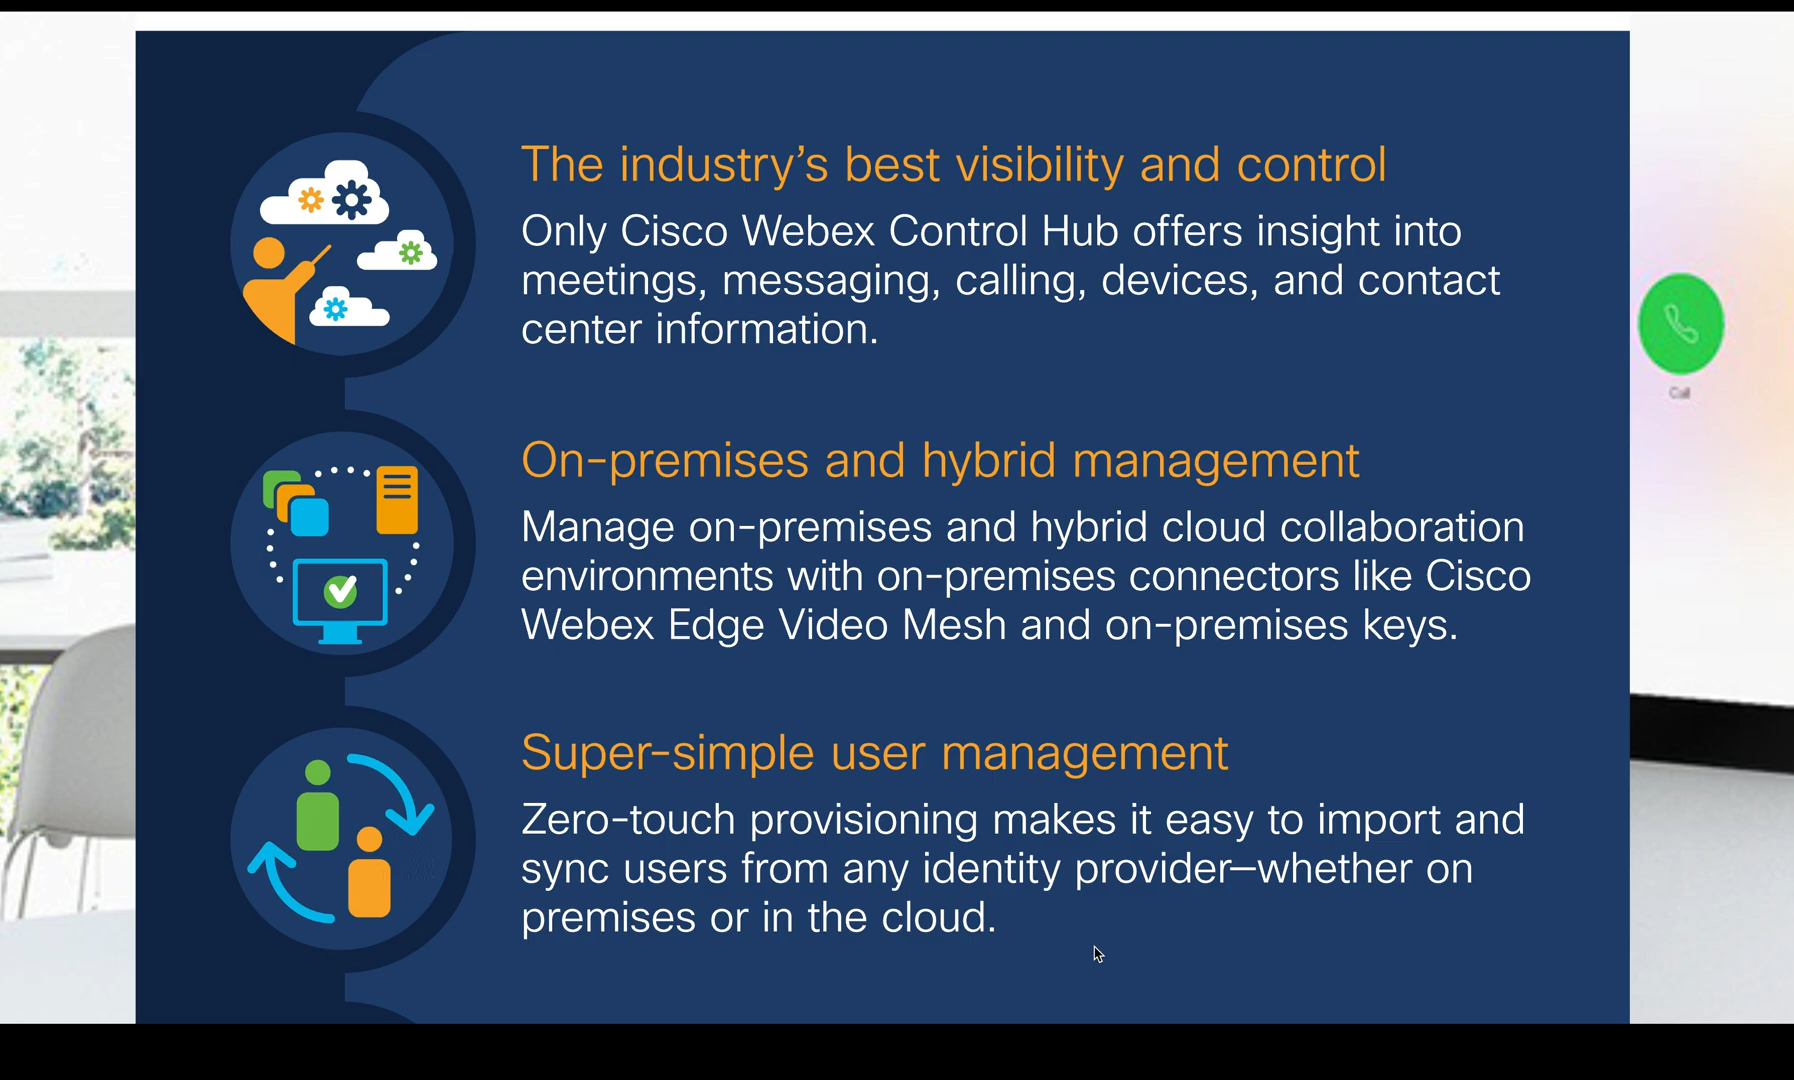 The industry’s best visibility and control
Only Cisco Webex Control Hub offers insight into
meetings, messaging, calling, devices, and contact
center information.
Call
On-premises and hybrid management
Manage on-premises and hybrid cloud collaboration
environments with on-premises connectors like Cisco
Webex Edge Video Mesh and on-premises keys.
Super-simple user management
Zero-touch provisioning makes it easy to import and
sync users from any identity provider—whether on
premises or in the cloud.